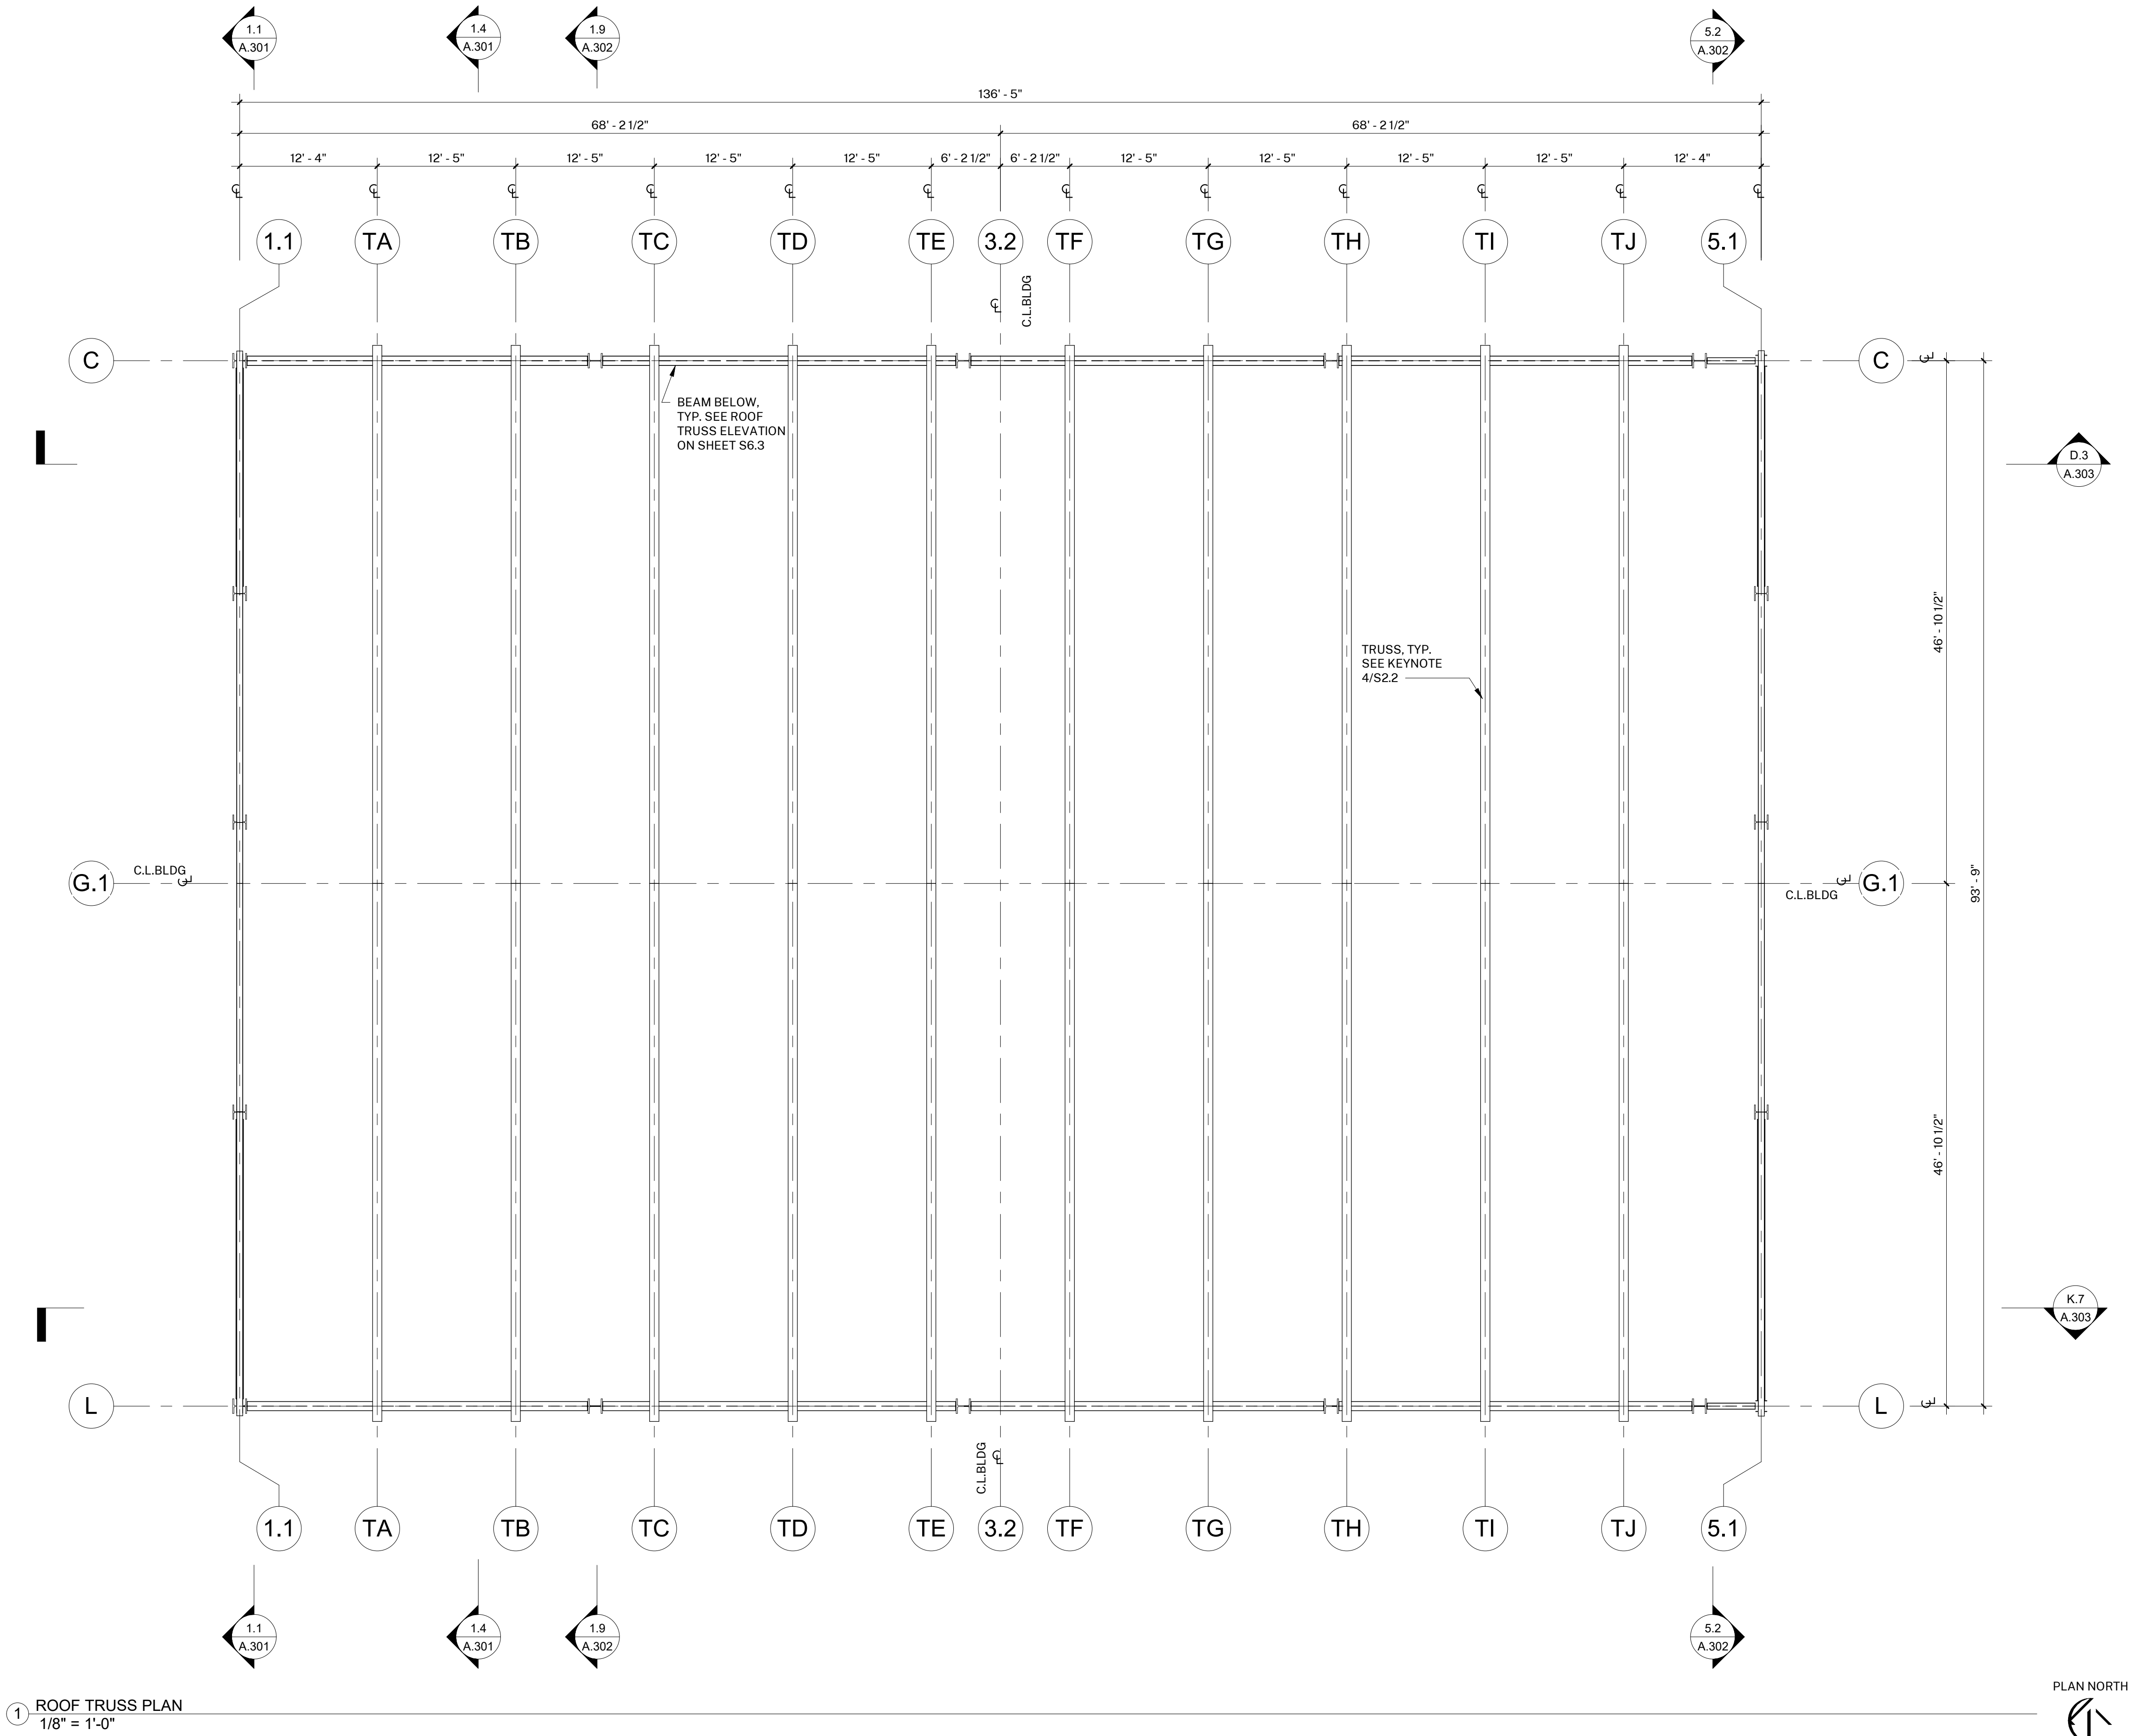 1.1
A.301
1.4
A.301
1.9
A.302
5.2
A.302
136' - 5"
68' - 2 1/2"
68' - 2 1/2"
12' - 4"
12' - 5"
12' - 5"
12' - 5"
12' - 5"
6' - 2 1/2"
6' - 2 1/2"
12' - 5"
12' - 5"
12' - 5"
12' - 5"
12' - 4"
1.1
TA
TB
TC
TD
TE
3.2
TF
TG
TH
TI
TJ
5.1
C.L.BLDG
C
C
BEAM BELOW,
TYP. SEE ROOF
TRUSS ELEVATION
ON SHEET S6.3
D.3
A.303
46' - 10 1/2"
TRUSS, TYP.
SEE KEYNOTE
4/S2.2
G.1
C.L.BLDG
G.1
C.L.BLDG
93' - 9"
46' - 10 1/2"
K.7
A.303
L
L
C.L.BLDG
1.1
TA
TB
TC
TD
TE
3.2
TF
TG
TH
TI
TJ
5.1
1.1
A.301
1.4
A.301
1.9
A.302
5.2
A.302
PLAN NORTH
1
ROOF TRUSS PLAN
1/8" = 1'-0"